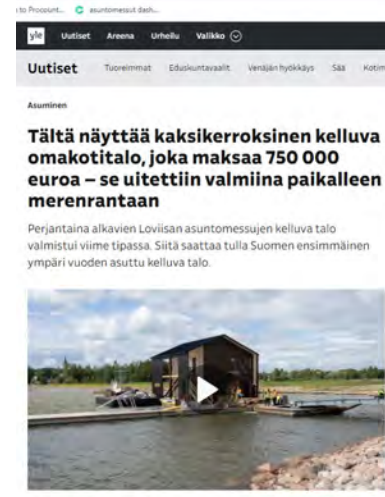 to Procount... asuntomessut dash...
yle Uutiset Areena Urheilu Valikko
Uutiset Tuoreimmat Eduskuntavaalit Venäjän hyökkäys Sää Kotim
Asuminen
Tältä näyttää kaksikerroksinen kelluva
omakotitalo, joka maksaa 750 000
euroa – se uitettiin valmiina paikalleen
merenrantaan
Perjantaina alkavien Loviisan asuntomessujen kelluva talo
valmistui viime tipassa. Siitä saattaa tulla Suomen ensimmäinen
ympäri vuoden asuttu kelluva talo.